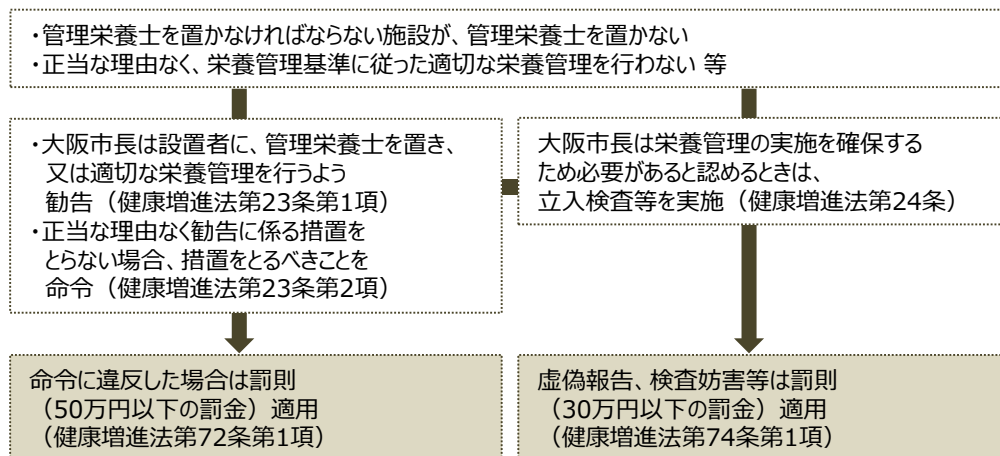 ・管理栄養士を置かなければならない施設が、管理栄養士を置かない
・正当な理由なく、栄養管理基準に従った適切な栄養管理を行わない 等
・大阪市長は設置者に、管理栄養士を置き、
又は適切な栄養管理を行うよう
勧告（健康増進法第23条第1項）
・正当な理由なく勧告に係る措置を
とらない場合、措置をとるべきことを
命令（健康増進法第23条第2項）
大阪市長は栄養管理の実施を確保する
ため必要があると認めるときは、
立入検査等を実施（健康増進法第24条）
命令に違反した場合は罰則
（50万円以下の罰金）適用
（健康増進法第72条第1項）
虚偽報告、検査妨害等は罰則
（30万円以下の罰金）適用
（健康増進法第74条第1項）